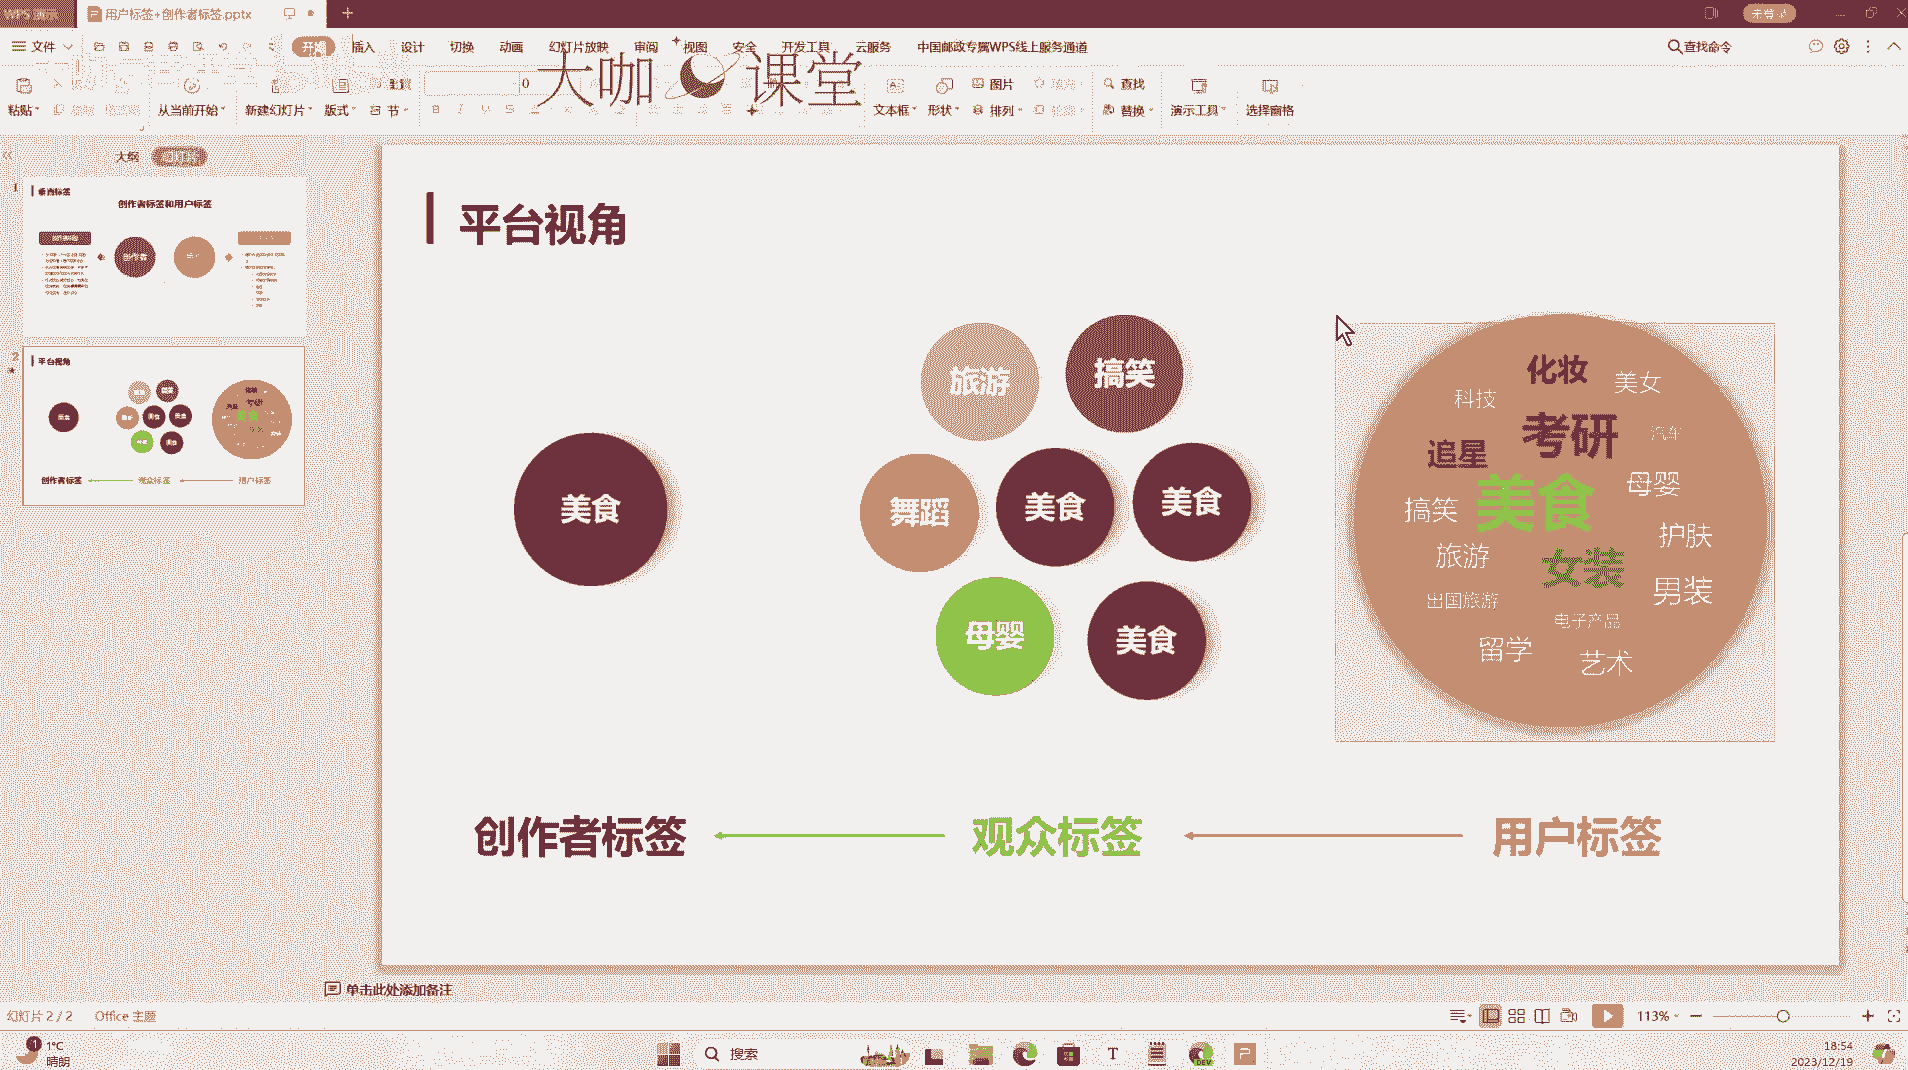 WPS 演示
用户标签+创作者标签.pptx
未登录
文件
开始
插入
设计
切换
动画
幻灯片放映
审阅
视图
安全
开发工具
云服务
中国邮政专属WPS线上服务通道
查找命令
大咖
课堂
粘贴
从当前开始
新建幻灯片
版式
节
0
文本框
形状
图片
排列
查找
替换
演示工具
选择窗格
大纲
1
垂直标签
创作者标签和用户标签
创作者
2
平台视角
美食
创作者标签
观众标签
用户标签
平台视角
美食
旅游
搞笑
舞蹈
美食
美食
母婴
美食
化妆
美女
科技
考研
汽车
追星
美食
母婴
搞笑
护肤
旅游
女装
男装
出国旅游
电子产品
留学
艺术
创作者标签
观众标签
用户标签
单击此处添加备注
幻灯片 2 / 2
Office 主题
113%
1
1°C
晴朗
搜索
T
DEV
18:54
2023/12/19